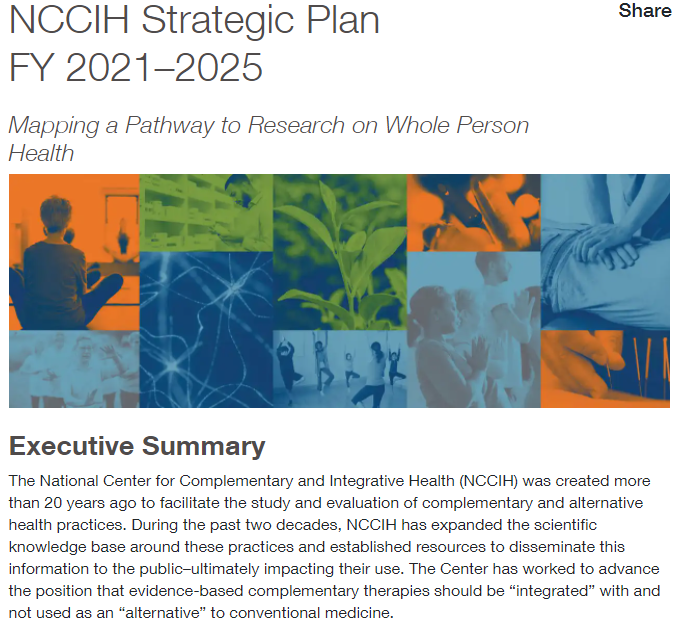 NCCIH Strategic Plan
Share
FY 2021–2025
Mapping a Pathway to Research on Whole Person
Health
Executive Summary
The National Center for Complementary and Integrative Health (NCCIH) was created more
than 20 years ago to facilitate the study and evaluation of complementary and alternative
health practices. During the past two decades, NCCIH has expanded the scientific
knowledge base around these practices and established resources to disseminate this
information to the public–ultimately impacting their use. The Center has worked to advance
the position that evidence-based complementary therapies should be “integrated” with and
not used as an “alternative” to conventional medicine.